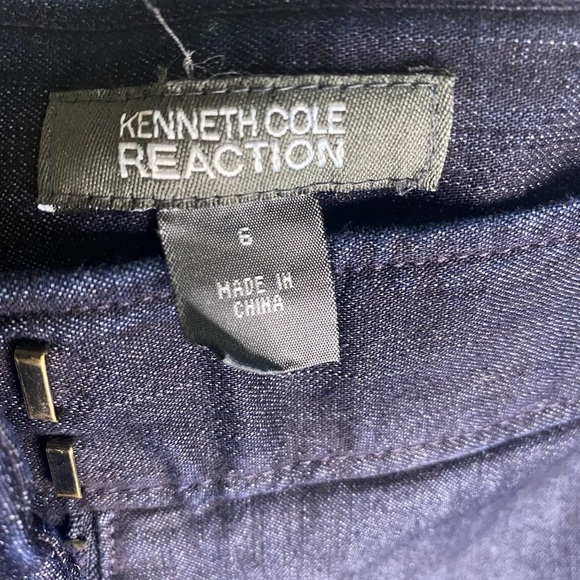 KENNETH COLE
REACTION
6
MADE IN
CHINA